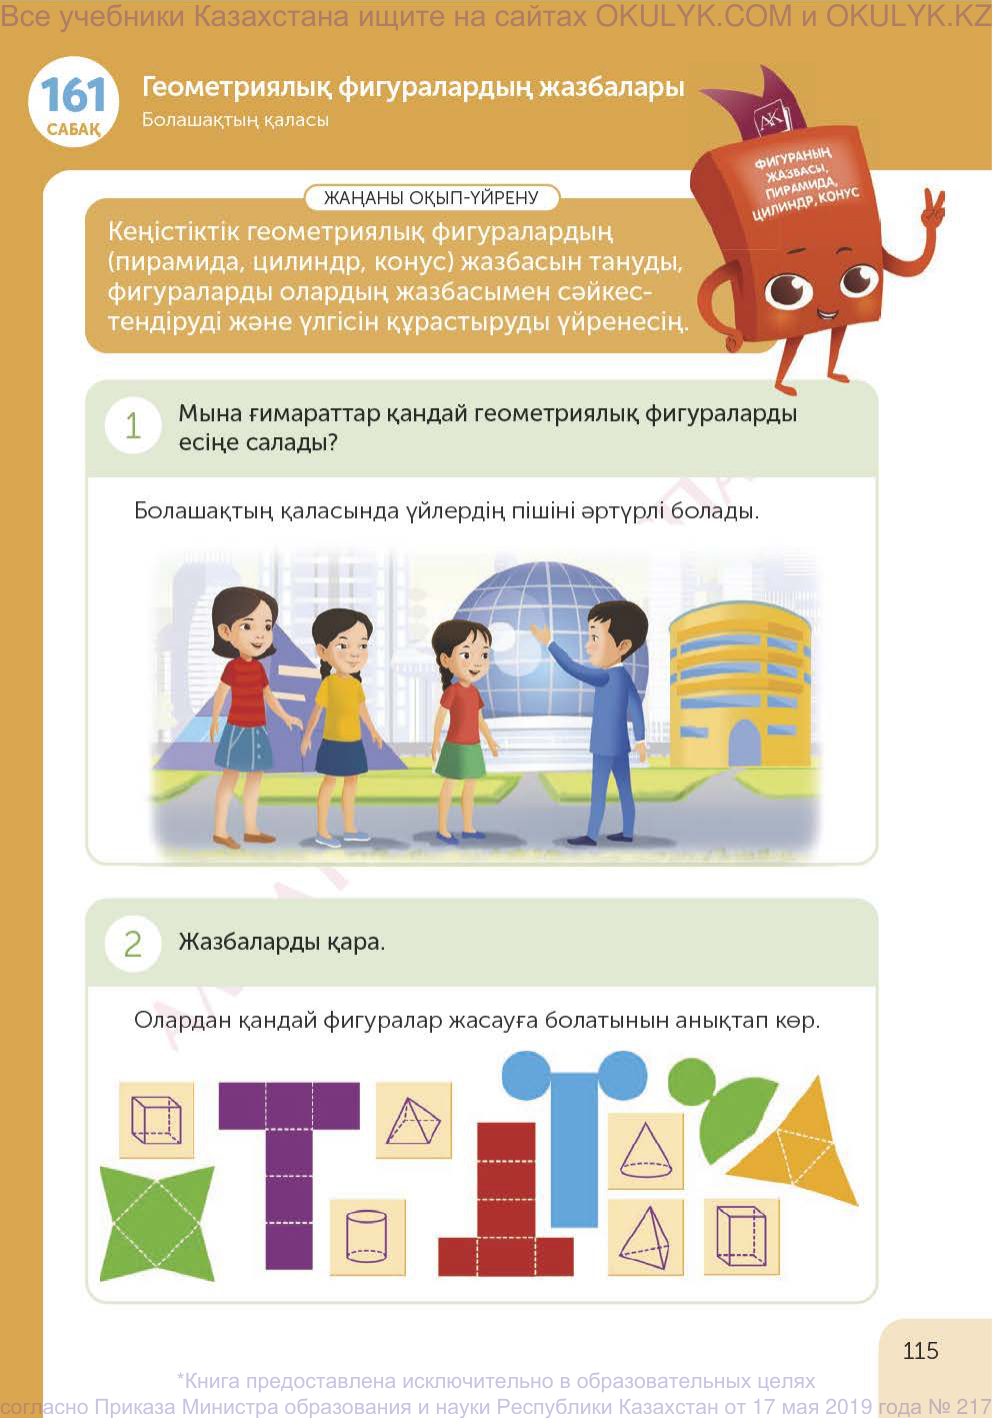 Все учебники Казахстана ищите на сайтах OKULYK.COM и OKULYK.KZ
161
САБАҚ
Геометриялық фигуралардың жазбалары
Болашақтың қаласы
АК
ФИГУРАНЫҢ
ЖАЗБАСЫ,
ПИРАМИДА,
ЦИЛИНДР, КОНУС
ЖАҢАНЫ ОҚЫП-ҮЙРЕНУ
Кеңістіктік геометриялық фигуралардың
(пирамида, цилиндр, конус) жазбасын тануды,
фигураларды олардың жазбасымен сәйкес-
тендіруді және үлгісін құрастыруды үйренесің.
1
Мына ғимараттар қандай геометриялық фигураларды
есіңе салады?
Болашақтың қаласында үйлердің пішіні әртүрлі болады.
2
Жазбаларды қара.
Олардан қандай фигуралар жасауға болатынын анықтап көр.
115
*Книга предоставлена исключительно в образовательных целях
согласно Приказа Министра образования и науки Республики Казахстан от 17 мая 2019 года № 217